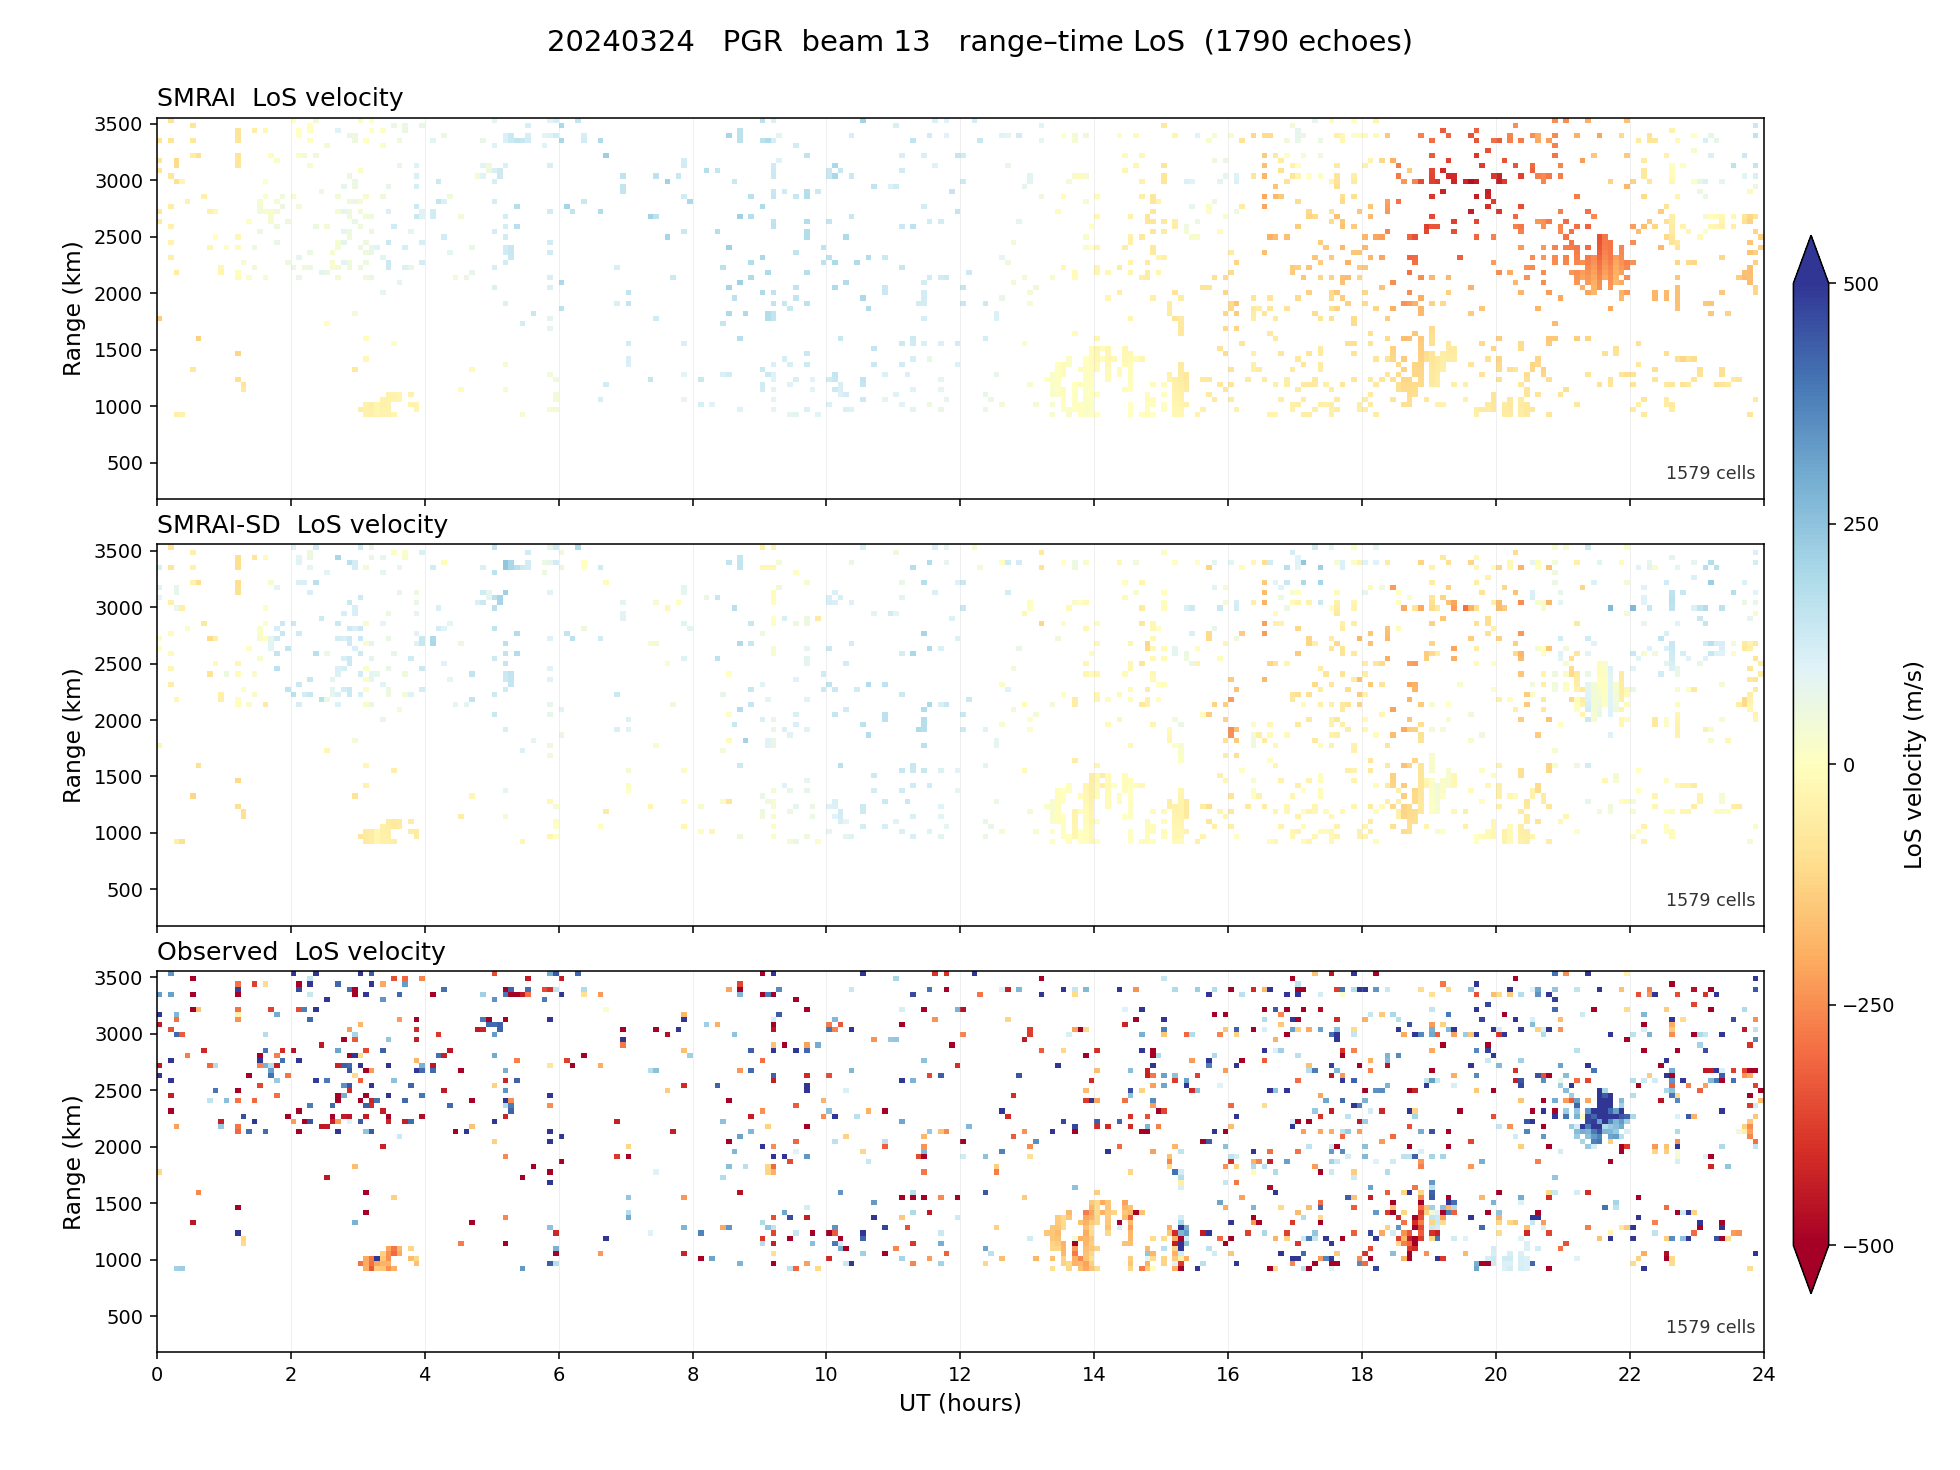 20240324   PGR  beam 13   range–time LoS  (1790 echoes)
SMRAI  LoS velocity
3500
3000
2500
2000
1500
1000
500
Range (km)
1579 cells
SMRAI-SD  LoS velocity
3500
3000
2500
2000
1500
1000
500
Range (km)
1579 cells
Observed  LoS velocity
3500
3000
2500
2000
1500
1000
500
Range (km)
1579 cells
0 2 4 6 8 10 12 14 16 18 20 22 24
UT (hours)
500
250
0
−250
−500
LoS velocity (m/s)